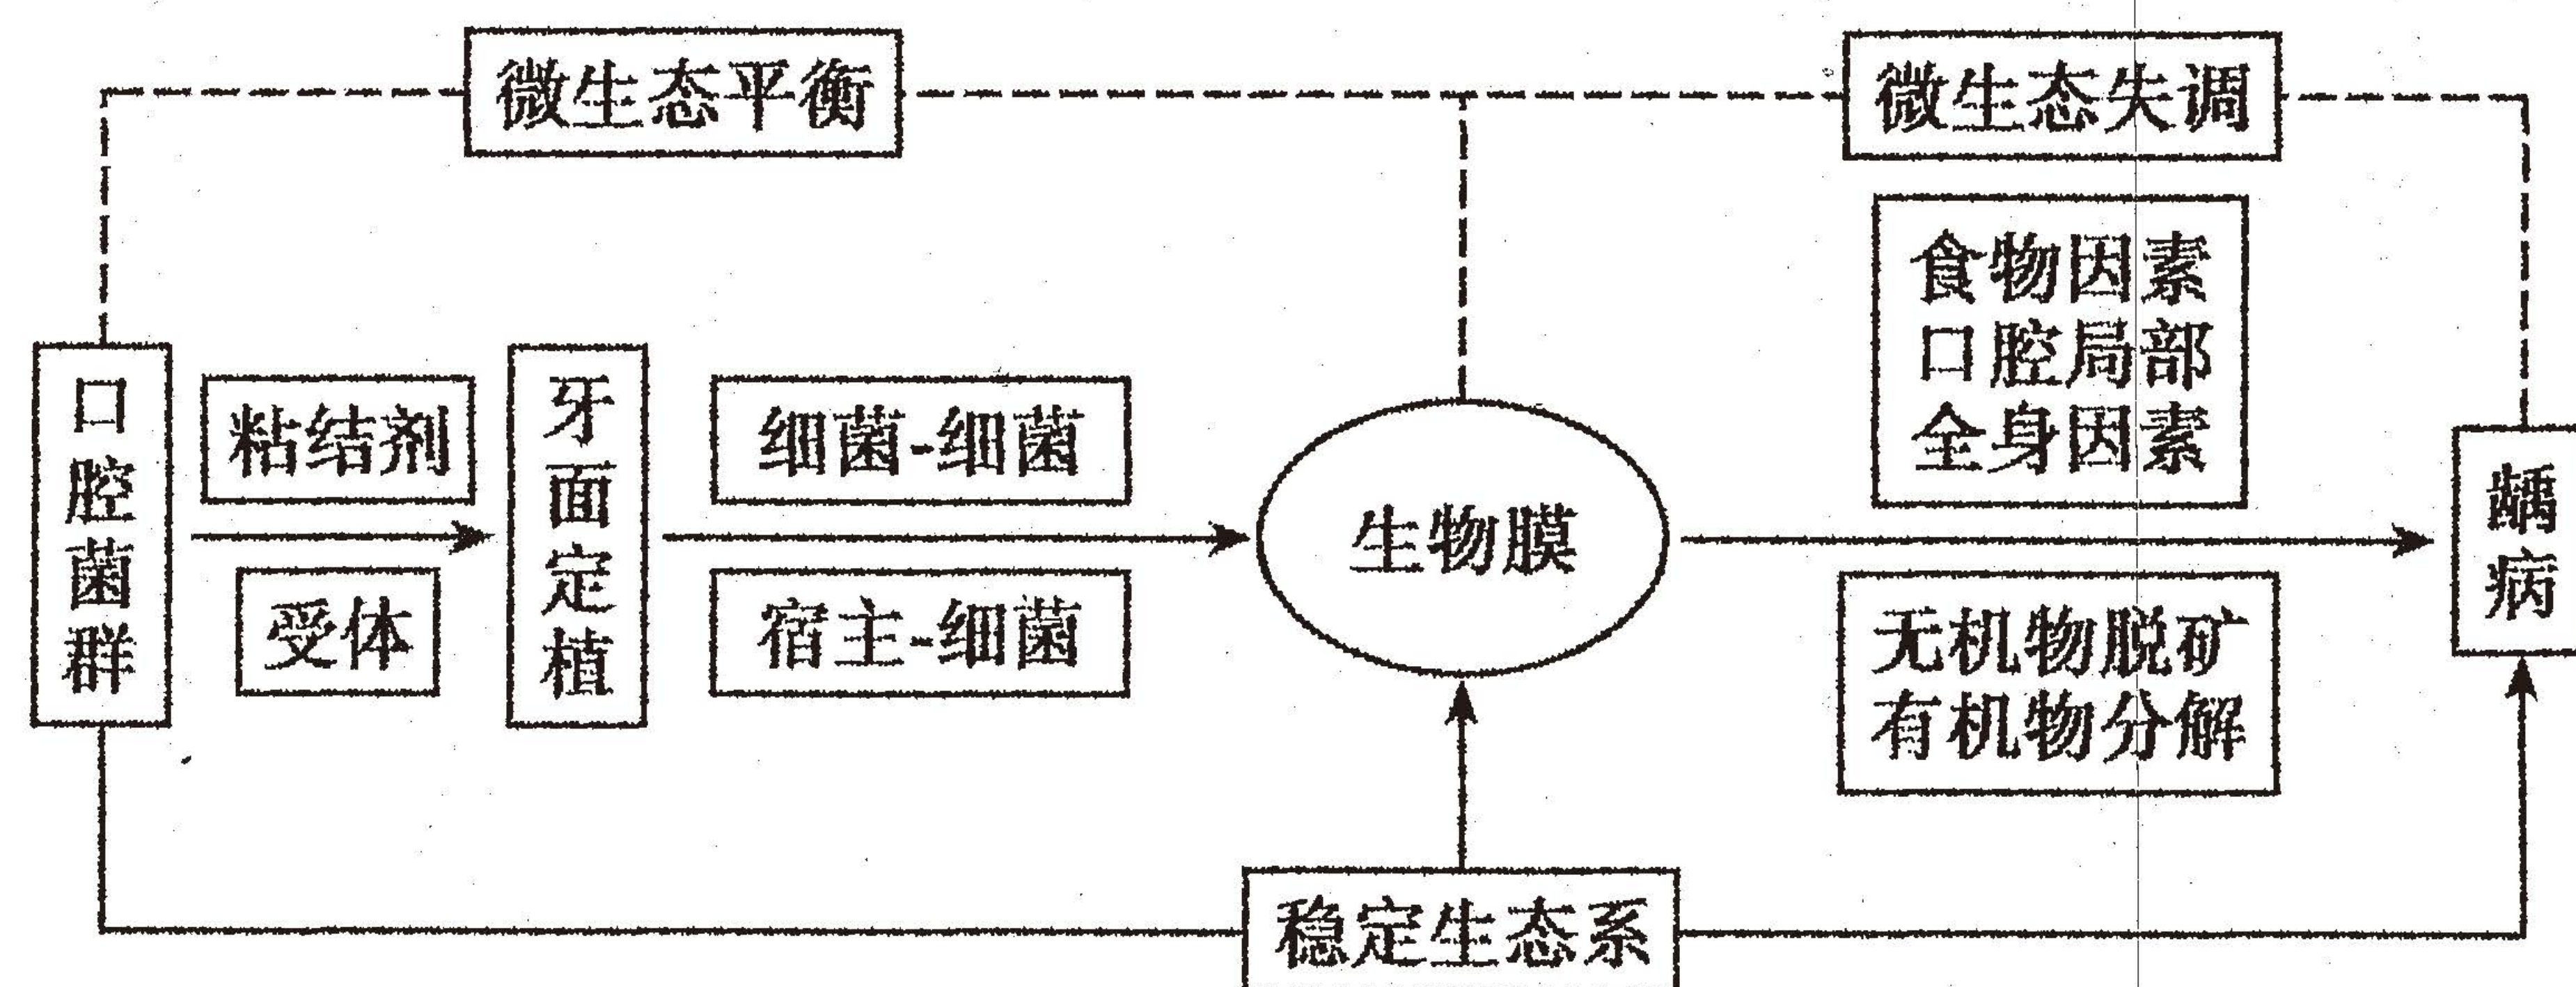 微生态平衡
微生态失调
食物因素
口腔局部
全身因素
口腔菌群
粘结剂
受体
牙面定植
细菌-细菌
宿主-细菌
生物膜
无机物脱矿
有机物分解
龋病
稳定生态系